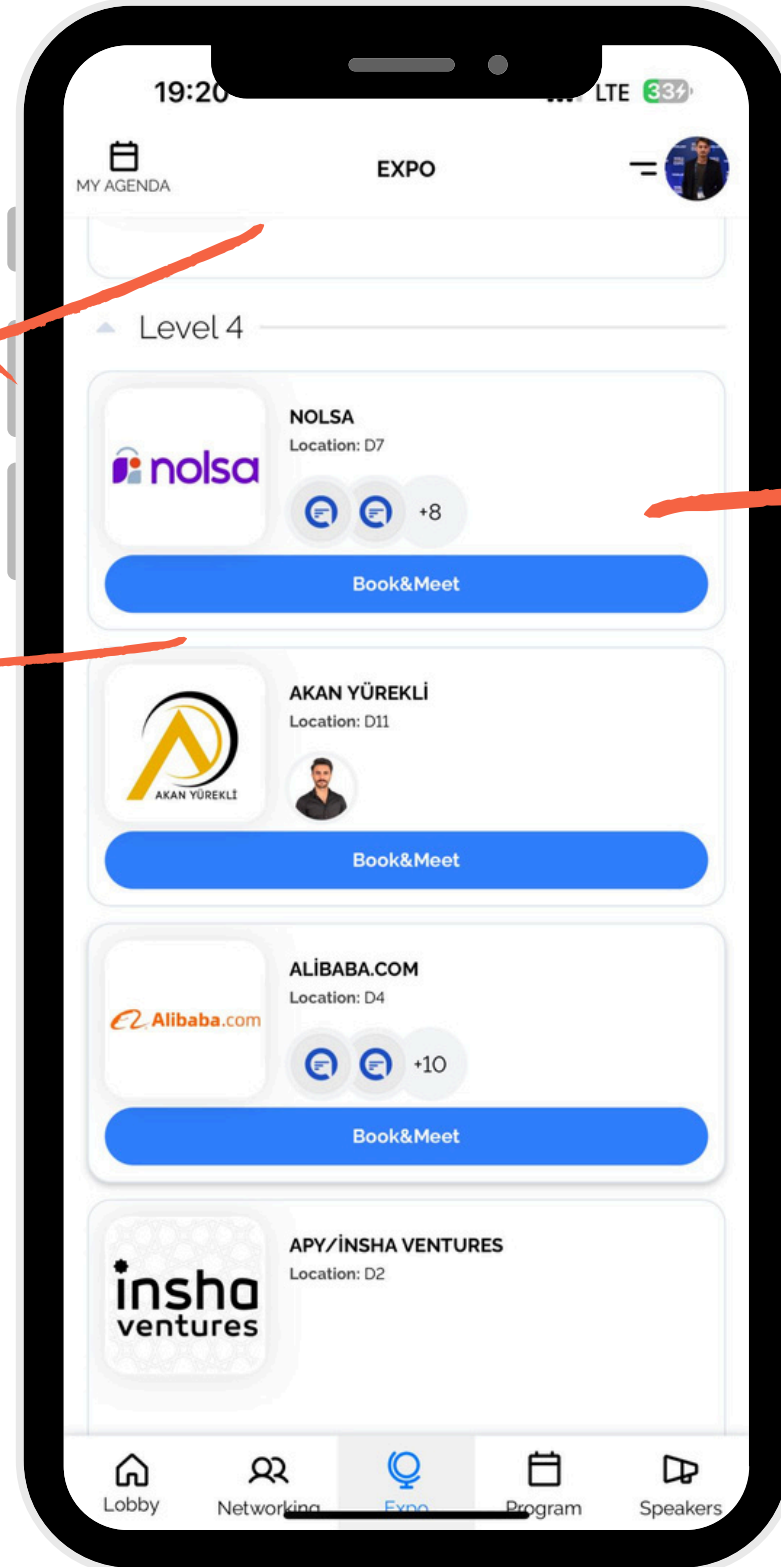 19:20
LTE 33
MY AGENDA
EXPO
Level 4
nolsa
NOLSA
Location: D7
+8
Book&Meet
AKAN YÜREKLİ
AKAN YÜREKLİ
Location: D11
Book&Meet
Alibaba.com
ALİBABA.COM
Location: D4
+10
Book&Meet
insha
ventures
APY/İNSHA VENTURES
Location: D2
Lobby
Networking
Expo
Program
Speakers